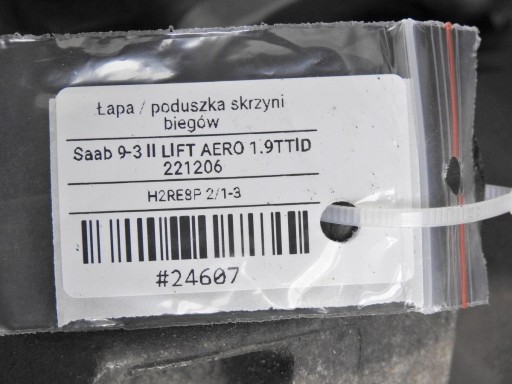 Łapa / poduszka skrzyni
biegów
Saab 9-3 II LIFT AERO 1.9TTID
221206
H2RE8P 2/1-3
#24607